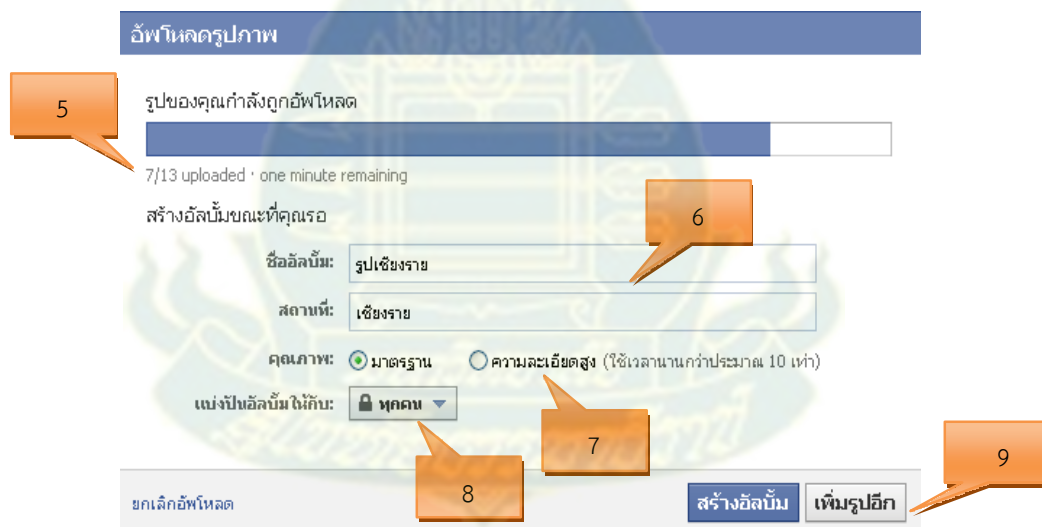 อัพโหลดรูปภาพ
5
รูปของคุณกำลังถูกอัพโหลด
7/13 uploaded · one minute remaining
สร้างอัลบั้มขณะที่คุณรอ
6
ชื่ออัลบั้ม: รูปเชียงราย
สถานที่: เชียงราย
คุณภาพ: มาตรฐาน ความละเอียดสูง (ใช้เวลานานกว่าประมาณ 10 เท่า)
แบ่งปันอัลบั้มให้กับ: ทุกคน
7
8
9
ยกเลิกอัพโหลด สร้างอัลบั้ม เพิ่มรูปอีก